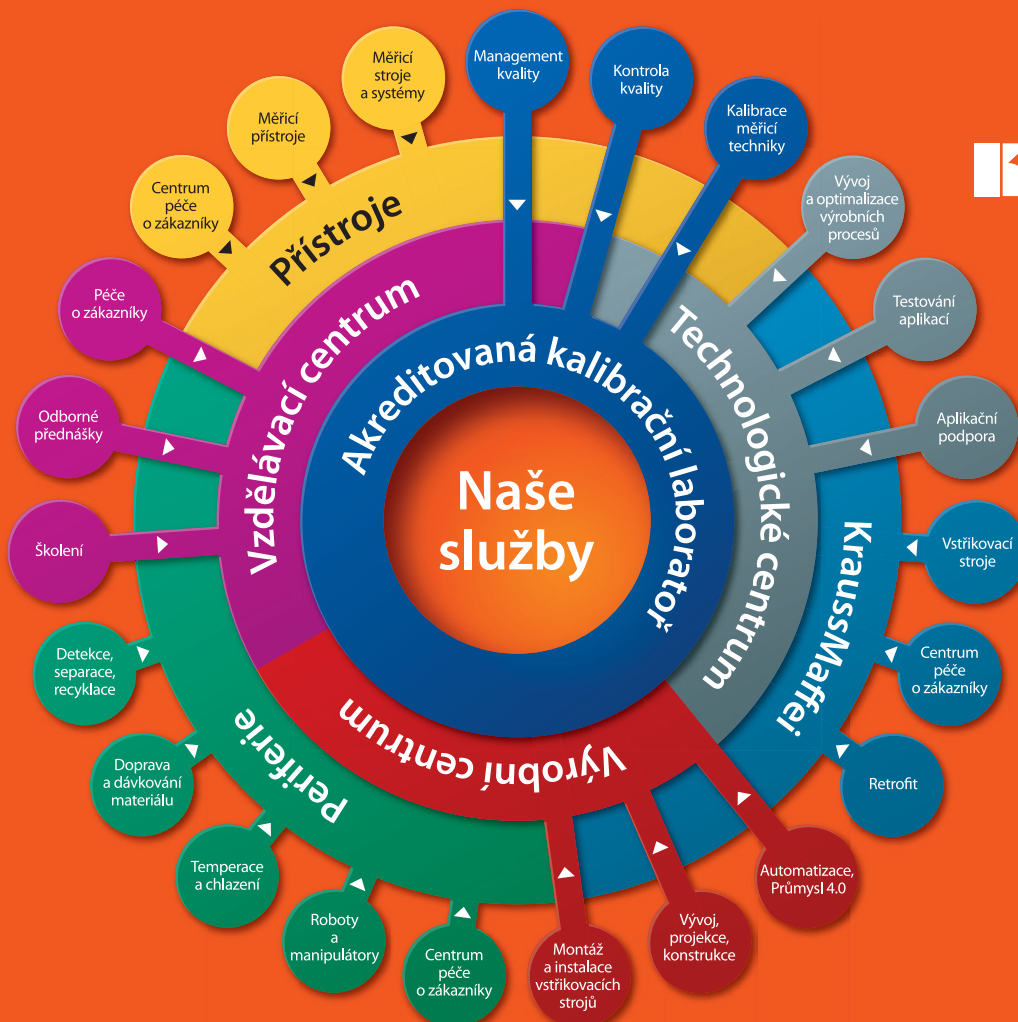 Měřicí
stroje
a systémy
Management
kvality
Kontrola
kvality
Kalibrace
měřicí
techniky
Měřicí
přístroje
Centrum
péče
o zákazníky
Vývoj
a optimalizace
výrobních
procesů
Péče
o zákazníky
Testování
aplikací
Odborné
přednášky
Aplikační
podpora
Školení
Vstřikovací
stroje
Detekce,
separace,
recyklace
Centrum
péče
o zákazníky
Doprava
a dávkování
materiálu
Retrofit
Temperace
a chlazení
Automatizace,
Průmysl 4.0
Roboty
a
manipulátory
Centrum
péče
o zákazníky
Montáž
a instalace
vstřikovacích
strojů
Vývoj,
projekce,
konstrukce
Přístroje
Vzdělávací centrum
Akreditovaná kalibrační laboratoř
Technologické centrum
KraussMaffei
Výrobní centrum
Periferie
Naše
služby